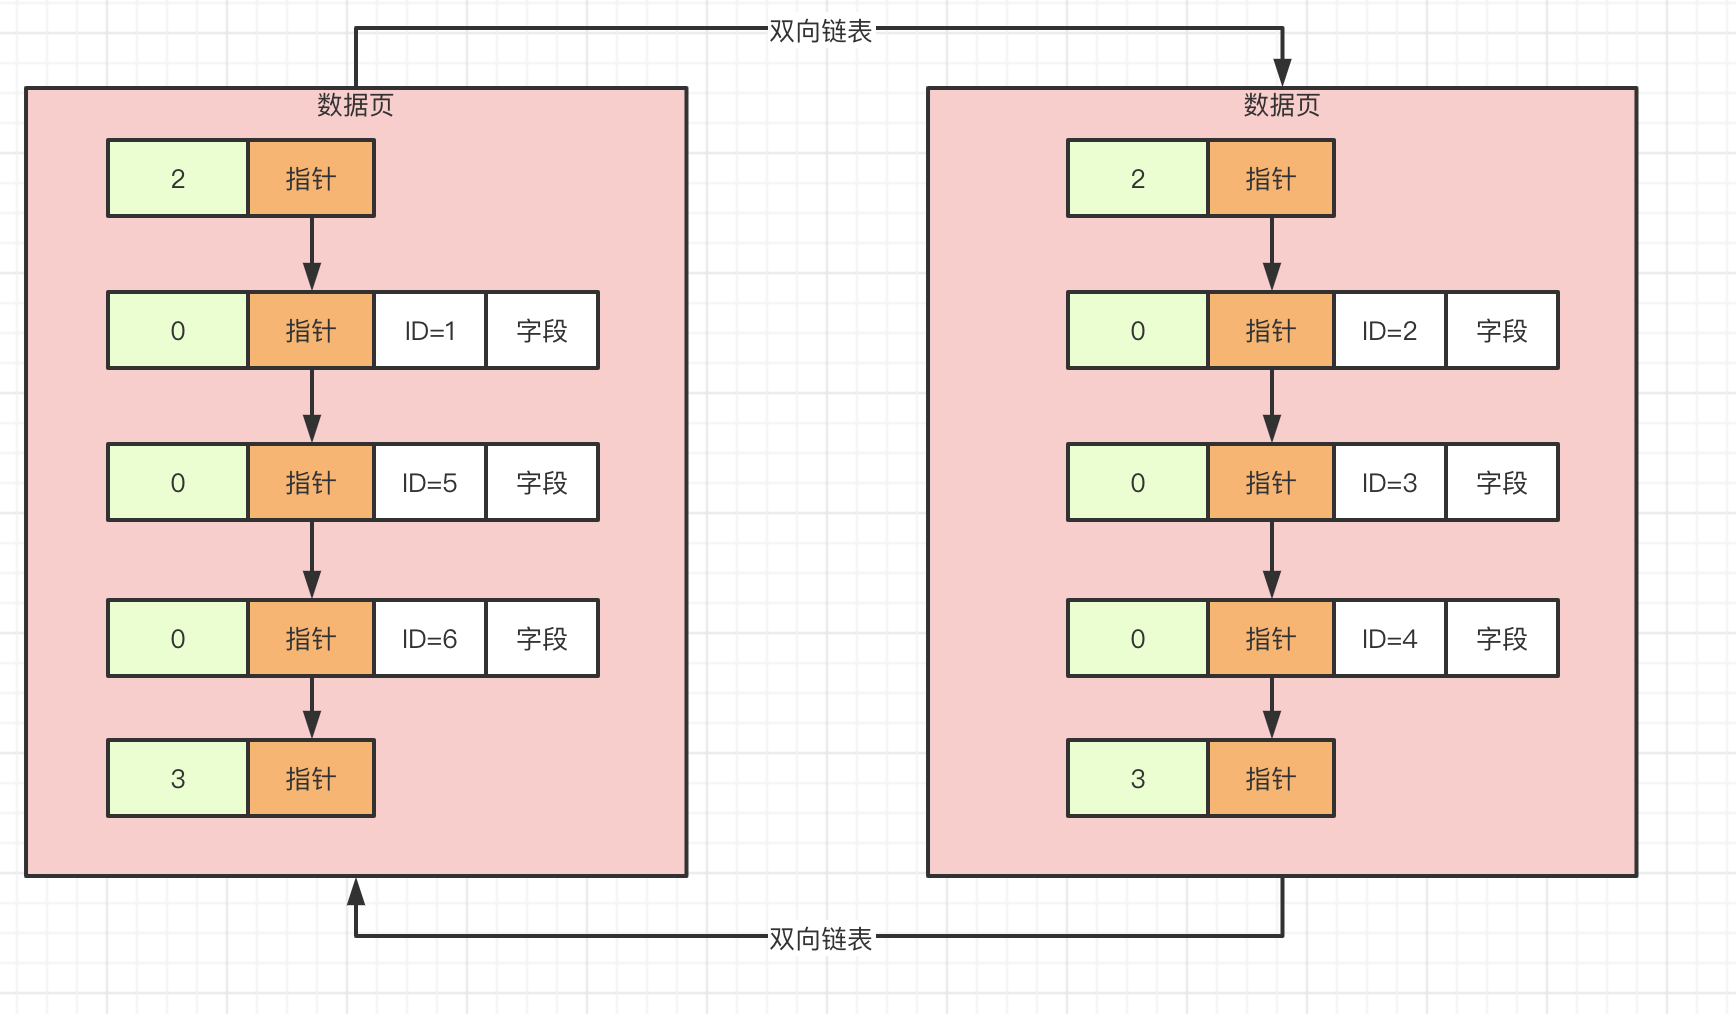 双向链表
数据页
2 指针
0 指针 ID=1 字段
0 指针 ID=5 字段
0 指针 ID=6 字段
3 指针
数据页
2 指针
0 指针 ID=2 字段
0 指针 ID=3 字段
0 指针 ID=4 字段
3 指针
双向链表